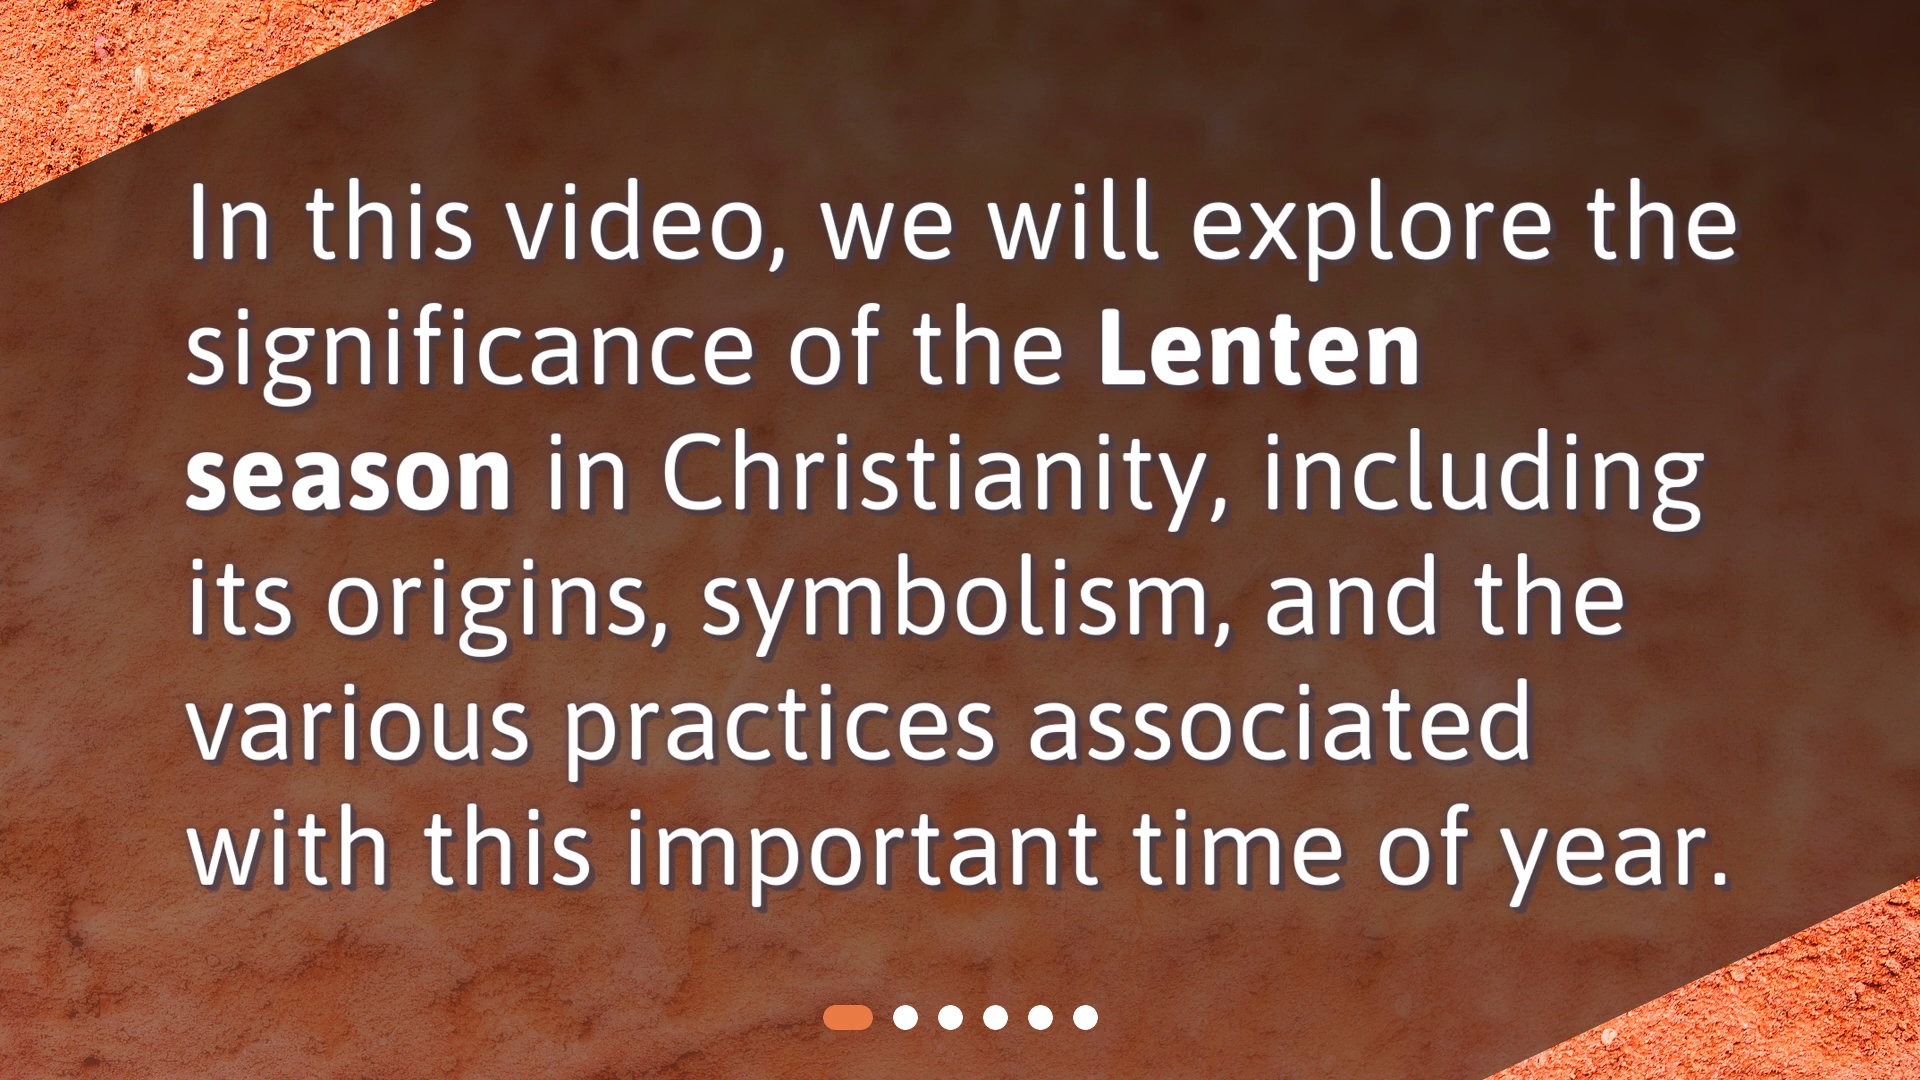 In this video, we will explore the
significance of the Lenten
season in Christianity, including
its origins, symbolism, and the
various practices associated
with this important time of year.